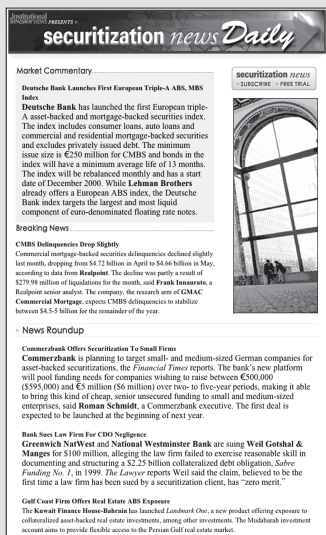 Institutional
Investor NEWS PRESENTS
securitization news Daily
Market Commentary
Deutsche Bank Launches First European Triple-A ABS, MBS
Index
Deutsche Bank has launched the first European triple-
A asset-backed and mortgage-backed securities index.
The index includes consumer loans, auto loans and
commercial and residential mortgage-backed securities
and excludes privately issued debt. The minimum
issue size is €250 million for CMBS and bonds in the
index will have a minimum average life of 13 months.
The index will be rebalanced monthly and has a start
date of December 2000. While Lehman Brothers
already offers a European ABS index, the Deutsche
Bank index targets the largest and most liquid
component of euro-denominated floating rate notes.
securitization news
SUBSCRIBE FREE TRIAL
Breaking News
CMBS Delinquencies Drop Slightly
Commercial mortgage-backed securities delinquencies declined slightly
last month, dropping from $4.72 billion in April to $4.66 billion in May,
according to data from Realpoint. The decline was partly a result of
$279.98 million of liquidations for the month, said Frank Innaurato, a
Realpoint senior analyst. The company, the research arm of GMAC
Commercial Mortgage, expects CMBS delinquencies to stabilize
between $4.5-5 billion for the remainder of the year.
News Roundup
Commerzbank Offers Securitization To Small Firms
Commerzbank is planning to target small- and medium-sized German companies for
asset-backed securitizations, the Financial Times reports. The bank's new platform
will pool funding needs for companies wishing to raise between €500,000
($595,000) and €5 million ($6 million) over two- to five-year periods, making it able
to bring this kind of cheap, senior unsecured funding to small and medium-sized
enterprises, said Roman Schmidt, a Commerzbank executive. The first deal is
expected to be launched at the beginning of next year.
Bank Sues Law Firm For CDO Negligence
Greenwich NatWest and National Westminster Bank are suing Weil Gotshal &
Manges for $100 million, alleging the law firm failed to exercise reasonable skill in
documenting and structuring a $2.25 billion collateralized debt obligation, Sabre
Funding No. 1, in 1999. The Lawyer reports Weil said the claim, believed to be the
first time a law firm has been sued by a securitization client, has "zero merit."
Gulf Coast Firm Offers Real Estate ABS Exposure
The Kuwait Finance House-Bahrain has launched Landmark One, a new product offering exposure to
collateralized asset-backed real estate investments, among other investments. The Mudabarah investment
account aims to provide flexible access to the Persian Gulf real estate market.